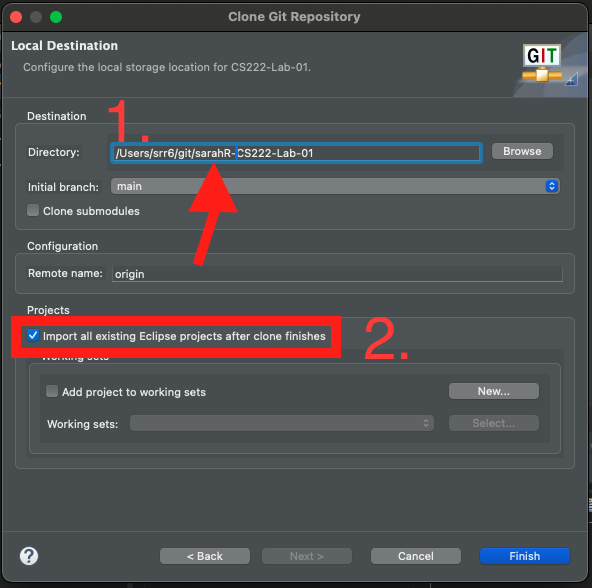 Clone Git Repository
Local Destination
Configure the local storage location for CS222-Lab-01.
GIT
Destination
1.
Directory: /Users/srr6/git/sarahR-CS222-Lab-01 Browse
Initial branch: main
Clone submodules
Configuration
Remote name: origin
Projects
Import all existing Eclipse projects after clone finishes
2.
Working sets
Add project to working sets New...
Working sets: Select...
? < Back Next > Cancel Finish